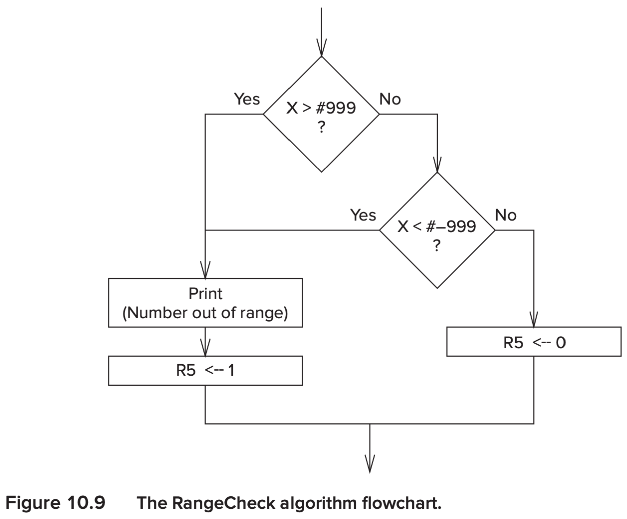 Yes
X > #999
?
No
Yes
X < #–999
?
No
Print
(Number out of range)
R5 <-- 1
R5 <-- 0
Figure 10.9 The RangeCheck algorithm flowchart.